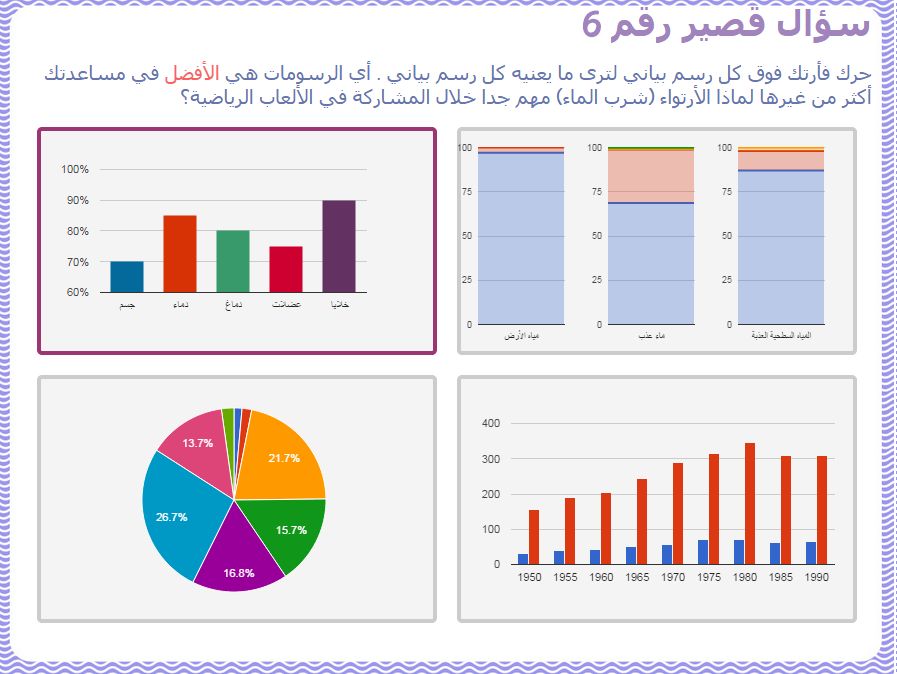 سؤال قصير رقم 6
حرك فأرتك فوق كل رسم بياني لترى ما يعنيه كل رسم بياني . أي الرسومات هي الأفضل في مساعدتك
أكثر من غيرها لماذا الأرتواء (شرب الماء) مهم جدا خلال المشاركة في الألعاب الرياضية؟
100%
90%
80%
70%
60%
جسم دماء دماغ عضلات خلايا
100 100 100
75 75 75
50 50 50
25 25 25
0 0 0
مياه الأرض ماء عذب المياه السطحية العذبة
13.7%
21.7%
26.7%
15.7%
16.8%
400
300
200
100
0
1950 1955 1960 1965 1970 1975 1980 1985 1990